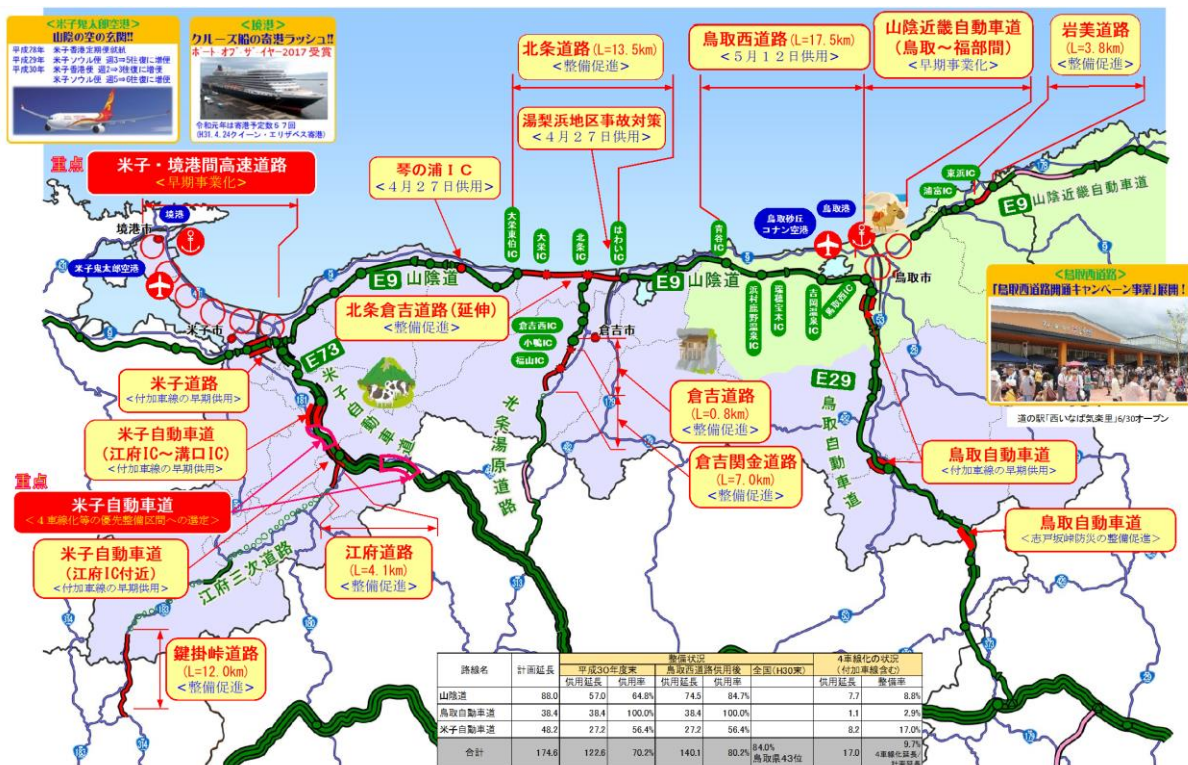 <米子鬼太郎空港>
山陰の空の玄関!!
平成28年 米子香港定期便就航
平成29年 米子ソウル便 週3⇒5往復に増便
平成30年 米子香港便 週2⇒3往復に増便
米子ソウル便 週5⇒6往復に増便
<境港>
クルーズ船の寄港ラッシュ!!
ポート・オブ・ザ・イヤー2017 受賞
令和元年は寄港予定数57回
(H31.4.24クイーン・エリザベス寄港)
北条道路(L=13.5km)
<整備促進>
鳥取西道路(L=17.5km)
<5月12日供用>
山陰近畿自動車道
(鳥取~福部間)
<早期事業化>
岩美道路
(L=3.8km)
<整備促進>
湯梨浜地区事故対策
<4月27日供用>
重点
米子・境港間高速道路
<早期事業化>
琴の浦IC
<4月27日供用>
東浜IC
浦富IC
178
E9 山陰近畿自動車道
境港
境港市
米子鬼太郎空港
米子市
大栄東伯IC
大栄IC
北条IC
はわいIC
青谷IC
鳥取砂丘
コナン空港
鳥取港
鳥取市
E9 山陰道
E9 山陰道
浜村鹿野温泉IC
瑞穂宝木IC
吉岡温泉IC
鳥取西IC
<鳥取西道路>
「鳥取西道路開通キャンペーン事業」展開!
道の駅「西いなば気楽里」6/30オープン
北条倉吉道路(延伸)
<整備促進>
倉吉西IC
小鴨IC
福山IC
倉吉市
E73
米子自動車道
181
米子道路
<付加車線の早期供用>
米子自動車道
(江府IC~溝口IC)
<付加車線の早期供用>
北条湯原道路
179
倉吉道路
(L=0.8km)
<整備促進>
倉吉関金道路
(L=7.0km)
<整備促進>
E29
鳥取自動車道
53
鳥取自動車道
<付加車線の早期供用>
鳥取自動車道
<志戸坂峠防災の整備促進>
重点
米子自動車道
<4車線化等の優先整備区間への選定>
米子自動車道
(江府IC付近)
<付加車線の早期供用>
江府三次道路
江府道路
(L=4.1km)
<整備促進>
鍵掛峠道路
(L=12.0km)
<整備促進>
路線名 計画延長 整備状況 4車線化の状況
(付加車線含む)
平成30年度末 鳥取西道路供用後 全国(H30末)
供用延長 供用率 供用延長 供用率 供用延長 整備率
山陰道 88.0 57.0 64.8% 74.5 84.7% 7.7 8.8%
鳥取自動車道 38.4 38.4 100.0% 38.4 100.0% 1.1 2.9%
米子自動車道 48.2 27.2 56.4% 27.2 56.4% 8.2 17.0%
合計 174.6 122.6 70.2% 140.1 80.2% 84.0%
鳥取県43位 17.0 9.7%
4車線化延長/
計画延長